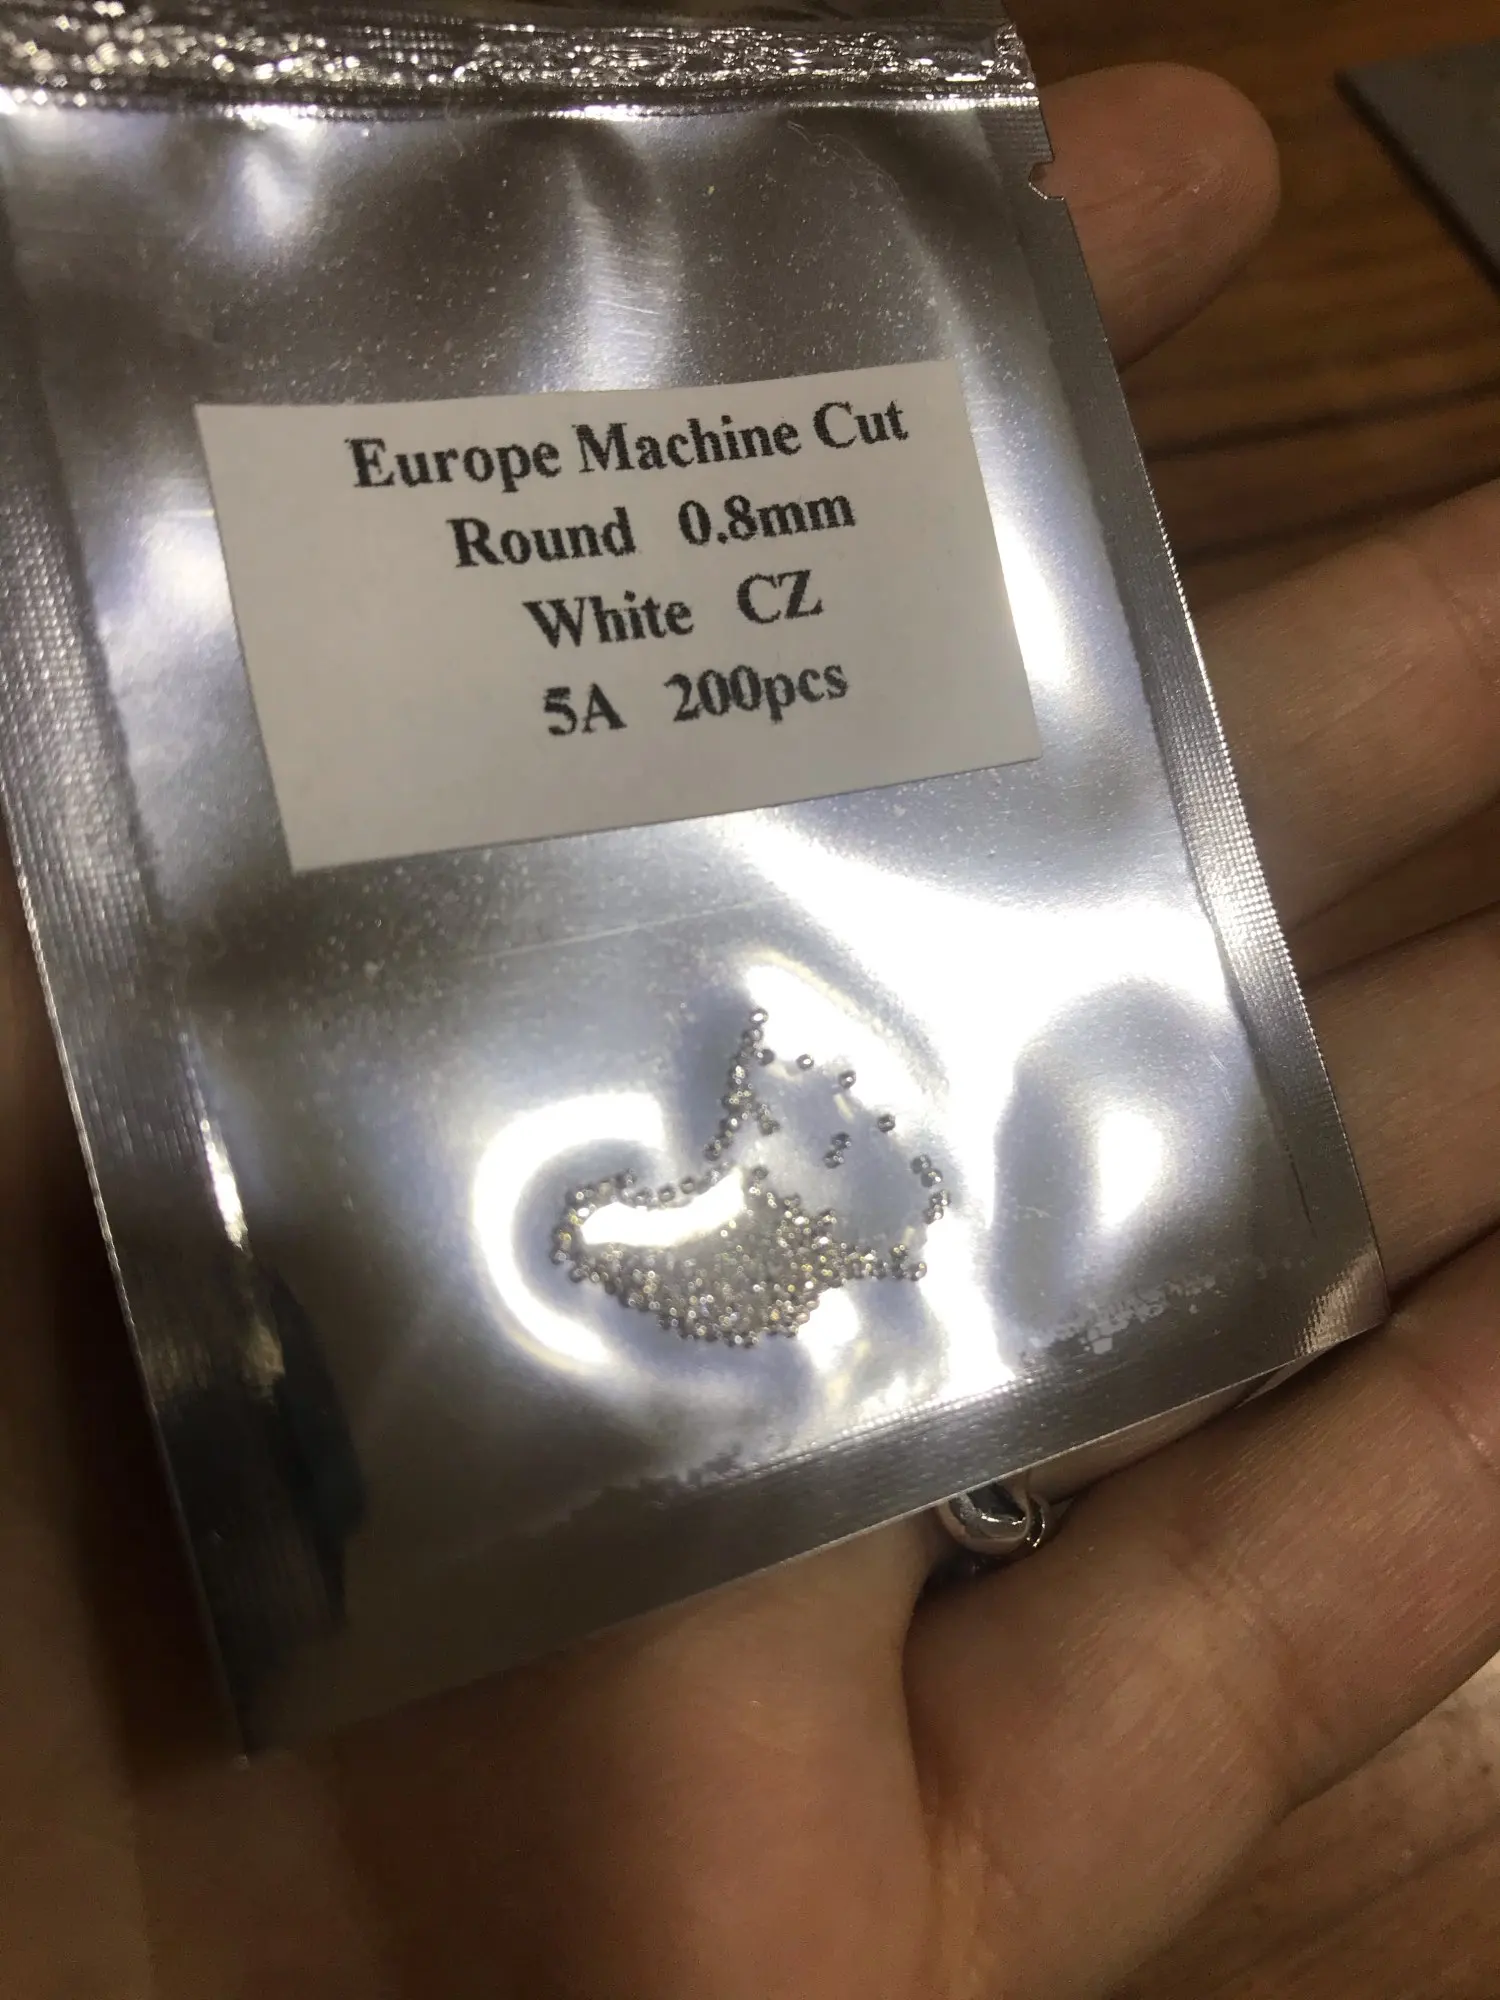 Europe Machine Cut
Round 0.8mm
White CZ
5A 200pcs